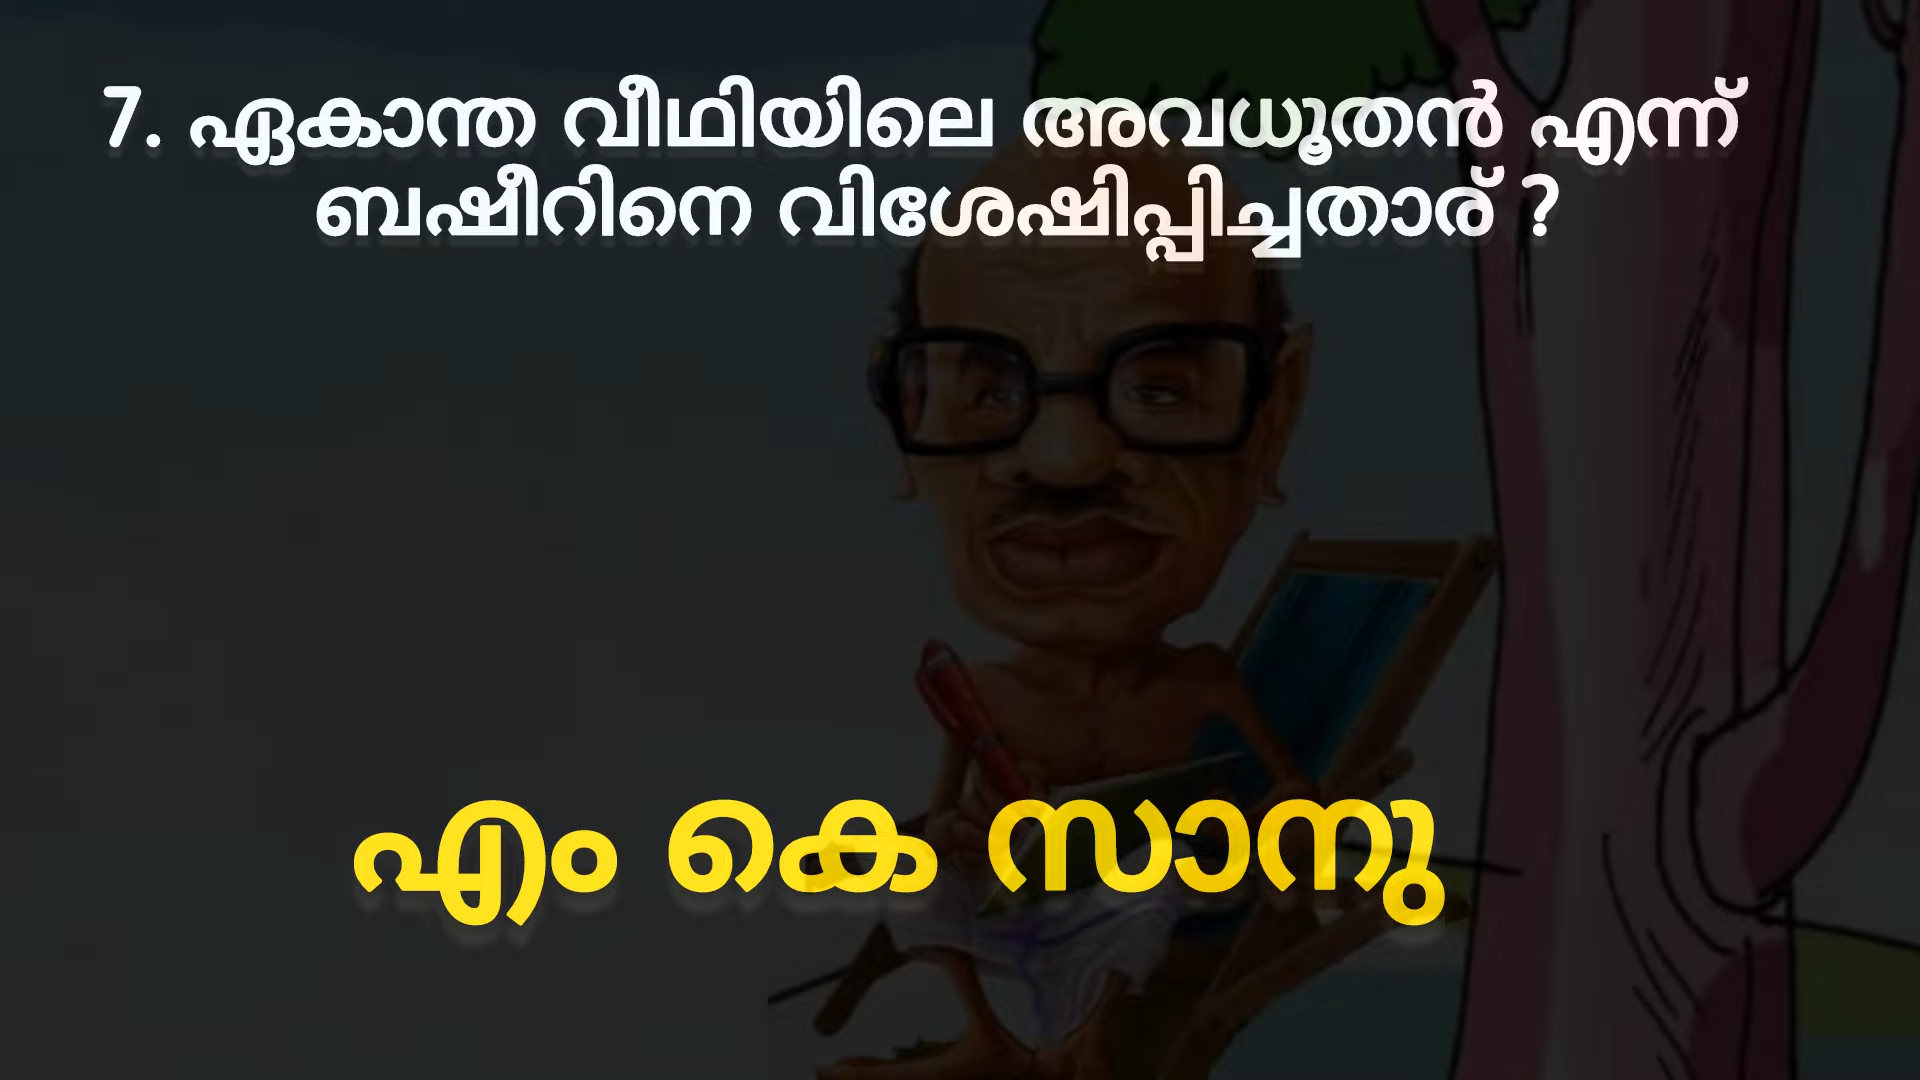 7. ഏകാന്ത വീഥിയിലെ അവധൂതൻ എന്ന്
ബഷീറിനെ വിശേഷിപ്പിച്ചതാര് ?
എം കെ സാനു